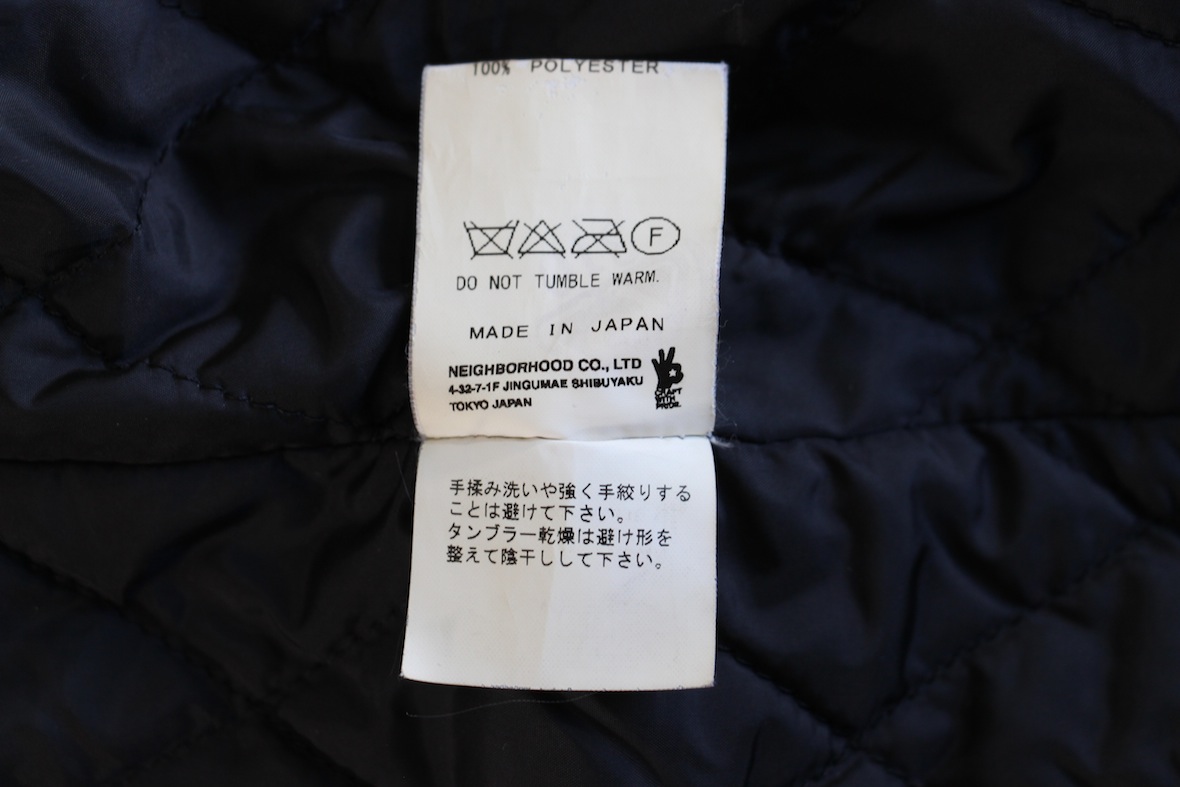 100% POLYESTER
F
DO NOT TUMBLE WARM.
MADE IN JAPAN
NEIGHBORHOOD CO., LTD
4-32-7-1F JINGUMAE SHIBUYAKU
TOKYO JAPAN
CRAFT
WITH
PRIDE.
手揉み洗いや強く手絞りする
ことは避けて下さい。
タンブラー乾燥は避け形を
整えて陰干しして下さい。